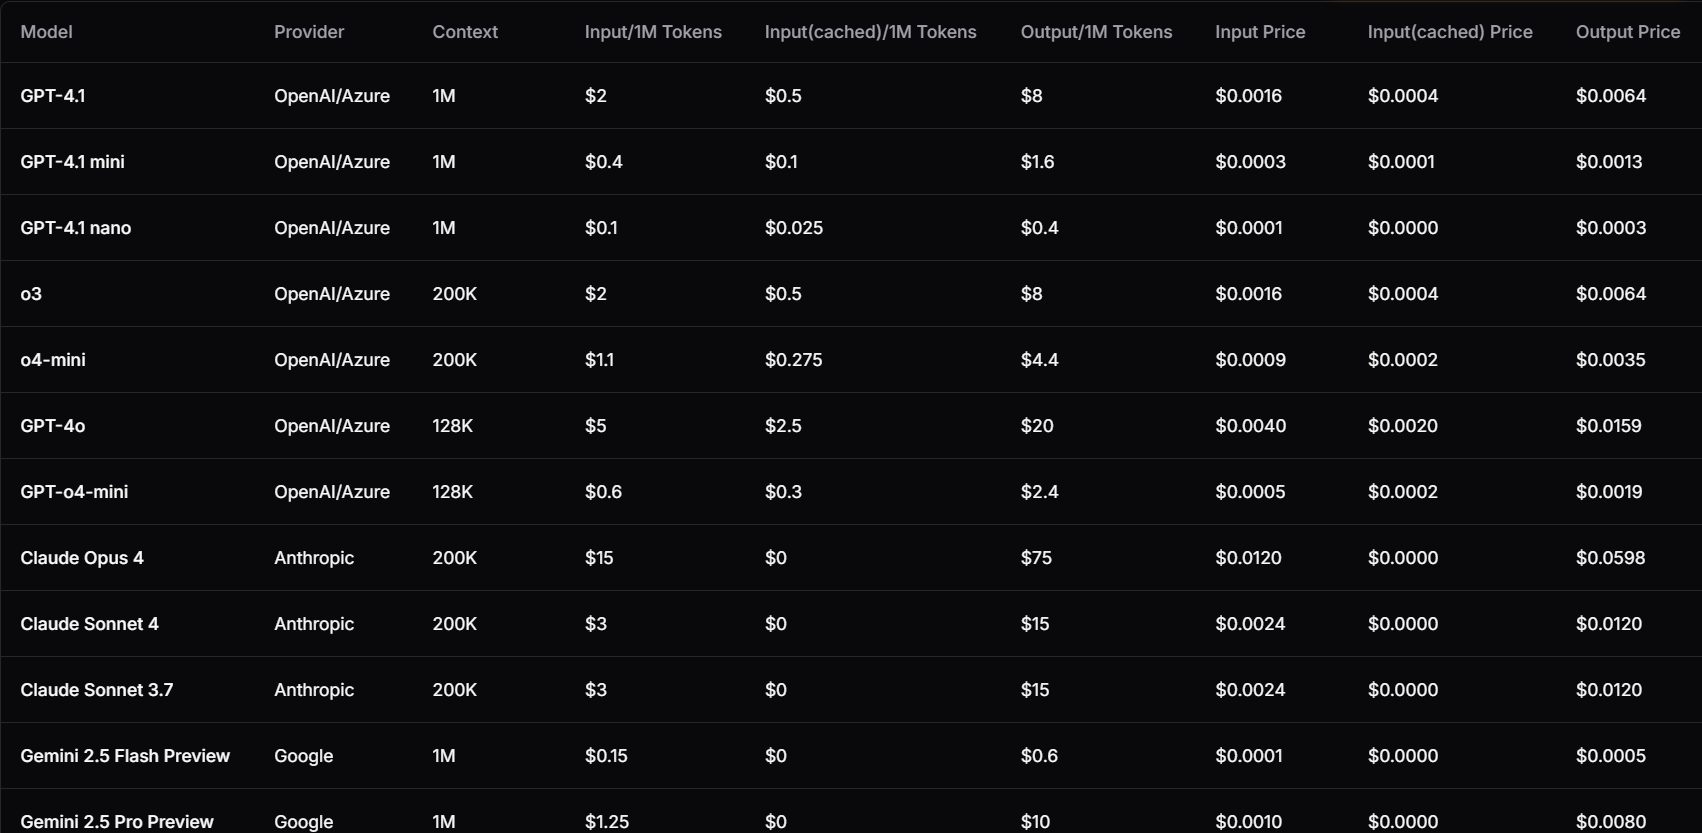 Model Provider Context Input/1M Tokens Input(cached)/1M Tokens Output/1M Tokens Input Price Input(cached) Price Output Price
GPT-4.1 OpenAI/Azure 1M $2 $0.5 $8 $0.0016 $0.0004 $0.0064
GPT-4.1 mini OpenAI/Azure 1M $0.4 $0.1 $1.6 $0.0003 $0.0001 $0.0013
GPT-4.1 nano OpenAI/Azure 1M $0.1 $0.025 $0.4 $0.0001 $0.0000 $0.0003
o3 OpenAI/Azure 200K $2 $0.5 $8 $0.0016 $0.0004 $0.0064
o4-mini OpenAI/Azure 200K $1.1 $0.275 $4.4 $0.0009 $0.0002 $0.0035
GPT-4o OpenAI/Azure 128K $5 $2.5 $20 $0.0040 $0.0020 $0.0159
GPT-o4-mini OpenAI/Azure 128K $0.6 $0.3 $2.4 $0.0005 $0.0002 $0.0019
Claude Opus 4 Anthropic 200K $15 $0 $75 $0.0120 $0.0000 $0.0598
Claude Sonnet 4 Anthropic 200K $3 $0 $15 $0.0024 $0.0000 $0.0120
Claude Sonnet 3.7 Anthropic 200K $3 $0 $15 $0.0024 $0.0000 $0.0120
Gemini 2.5 Flash Preview Google 1M $0.15 $0 $0.6 $0.0001 $0.0000 $0.0005
Gemini 2.5 Pro Preview Google 1M $1.25 $0 $10 $0.0010 $0.0000 $0.0080